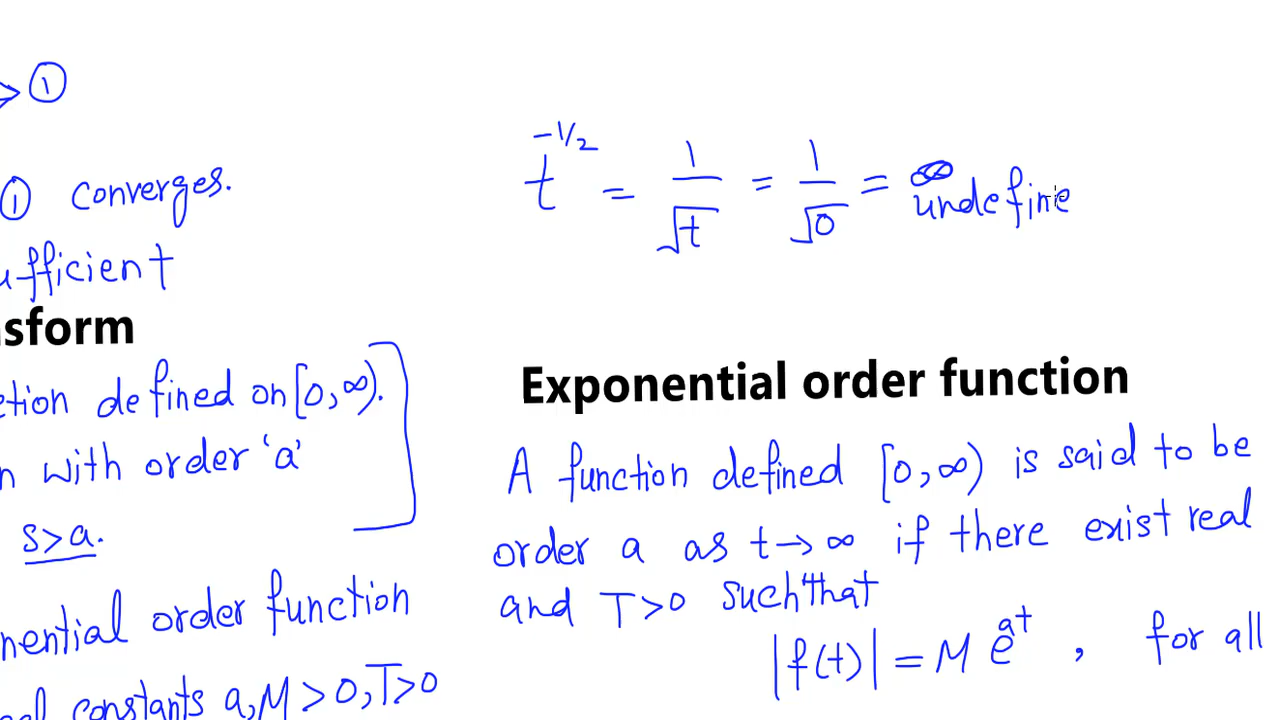 ①
① converges.
ufficient
nsform
ction defined on [0,∞).
n with order 'a'
s>a.
nential order function
constants a,M>0,T>0
t^{-1/2} = 1/√t = 1/√0 = ∞ undefine
Exponential order function
A function defined [0,∞) is said to be
order a as t→∞ if there exist real
and T>0 such that
|f(t)| = M e^{at} , for all